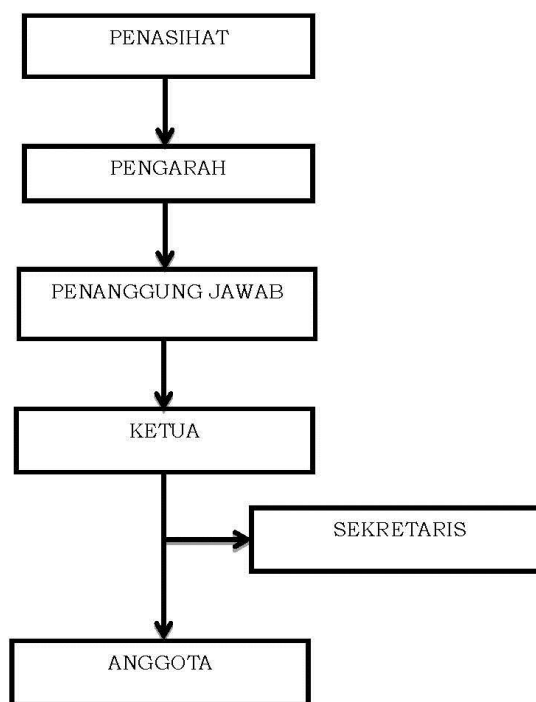 PENASIHAT
PENGARAH
PENANGGUNG JAWAB
KETUA
SEKRETARIS
ANGGOTA